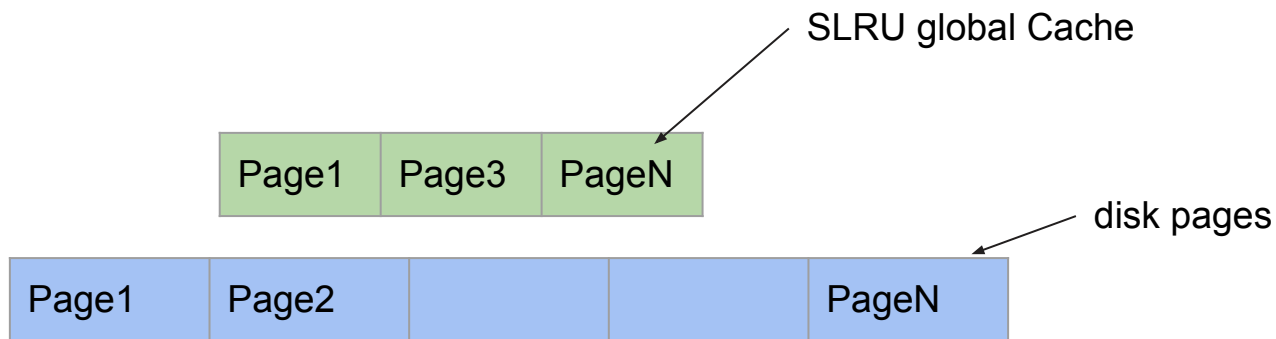 SLRU global Cache
Page1 Page3 PageN
disk pages
Page1 Page2 PageN